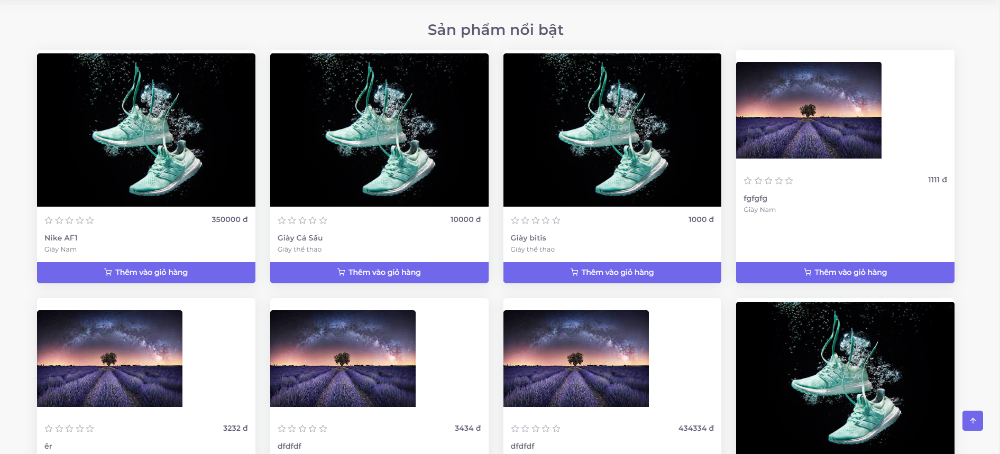 Sản phẩm nổi bật
350000 đ
Nike AF1
Giày Nam
Thêm vào giỏ hàng
10000 đ
Giày Cá Sấu
Giày thể thao
Thêm vào giỏ hàng
1000 đ
Giày bitis
Giày thể thao
Thêm vào giỏ hàng
1111 đ
fgfgfg
Giày Nam
Thêm vào giỏ hàng
3232 đ
êr
3434 đ
dfdfdf
434334 đ
dfdfdf